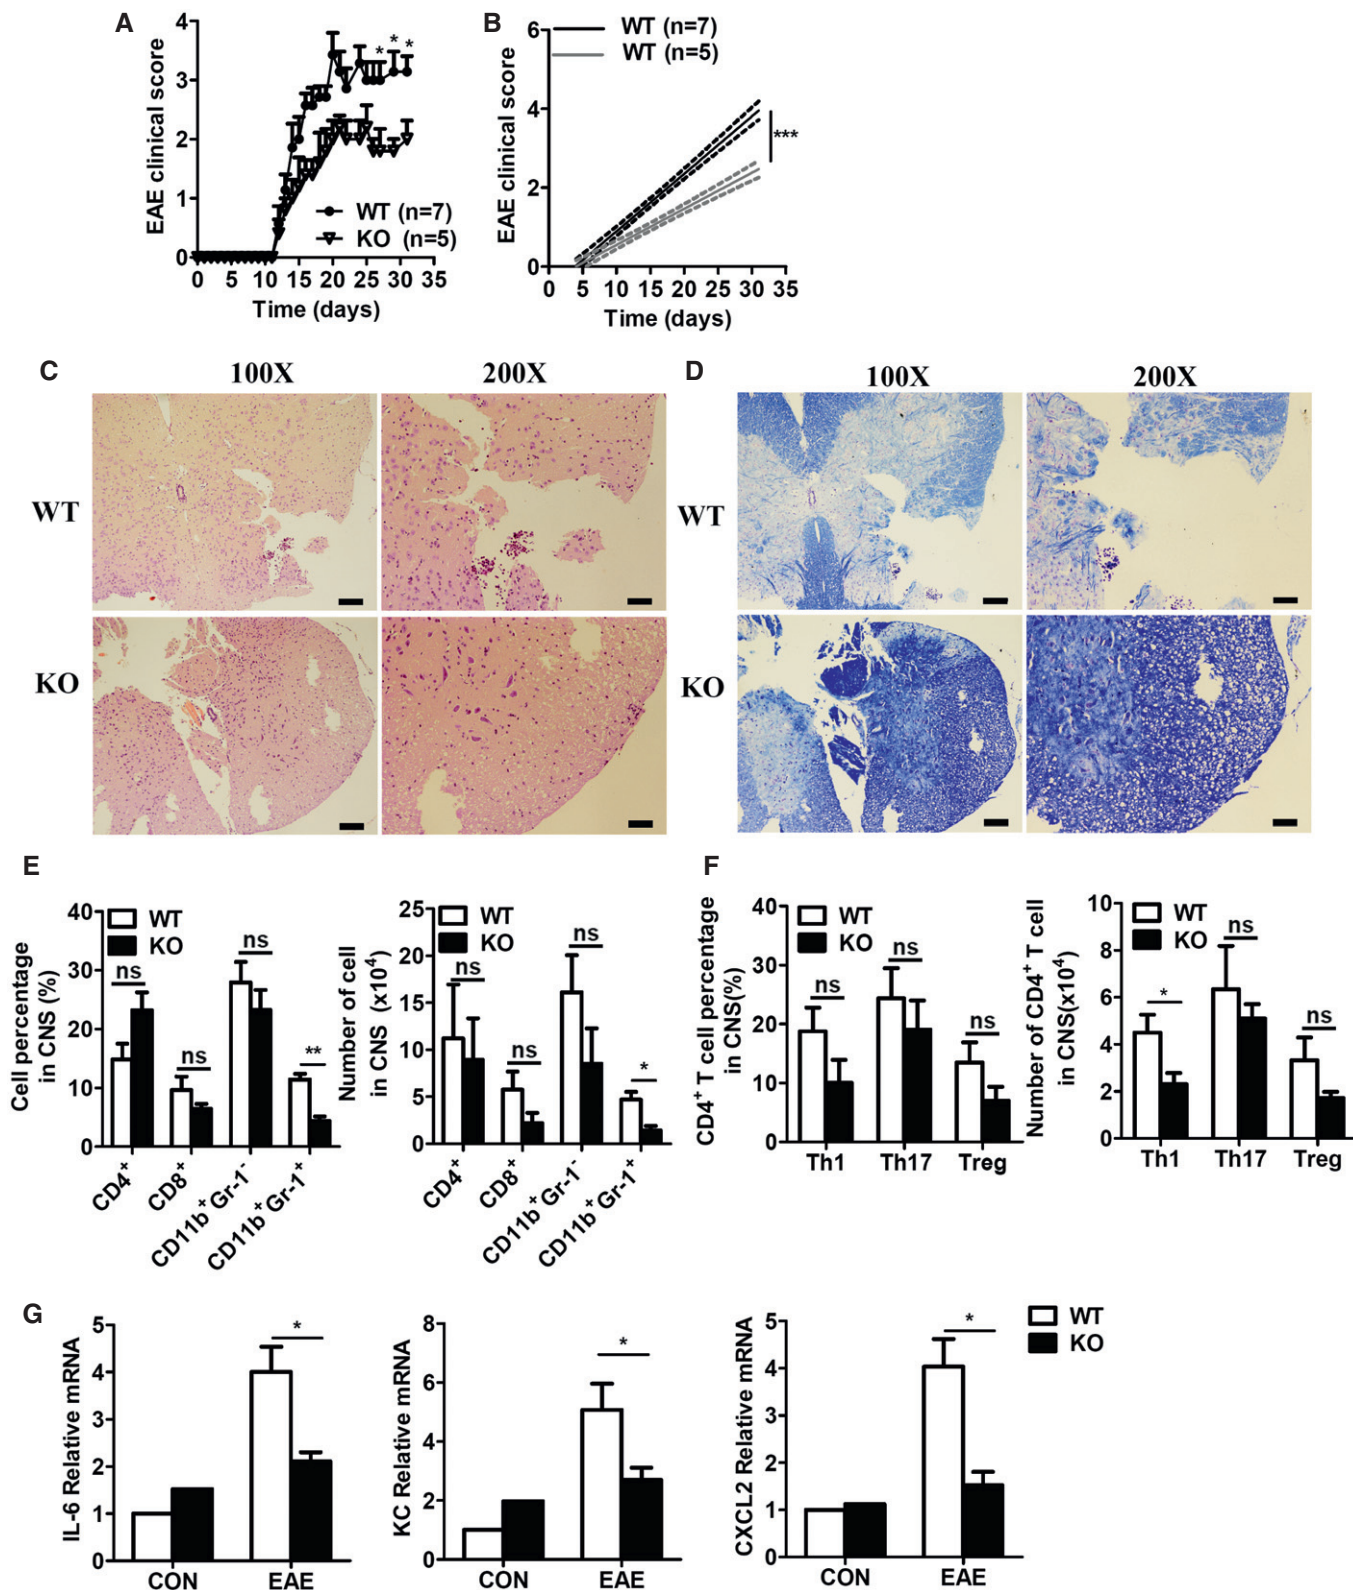 A
EAE clinical score
4
3
2
1
0
* * *
WT (n=7)
KO (n=5)
0 5 10 15 20 25 30 35
Time (days)
B
EAE clinical score
6
4
2
0
WT (n=7)
WT (n=5)
***
0 5 10 15 20 25 30 35
Time (days)
C
100X 200X
WT
KO
D
100X 200X
WT
KO
E
Cell percentage
in CNS (%)
40
30
20
10
0
WT
KO
ns ns ns **
CD4+ CD8+ CD11b+Gr-1- CD11b+Gr-1+
Number of cell
in CNS (x10⁴)
25
20
15
10
5
0
WT
KO
ns ns ns *
CD4+ CD8+ CD11b+Gr-1- CD11b+Gr-1+
F
CD4+ T cell percentage
in CNS(%)
40
30
20
10
0
WT
KO
ns ns ns
Th1 Th17 Treg
Number of CD4+ T cell
in CNS(x10⁴)
10
8
6
4
2
0
WT
KO
* ns ns
Th1 Th17 Treg
G
IL-6 Relative mRNA
5
4
3
2
1
0
*
CON EAE
KC Relative mRNA
8
6
4
2
0
*
CON EAE
CXCL2 Relative mRNA
5
4
3
2
1
0
*
CON EAE
WT
KO